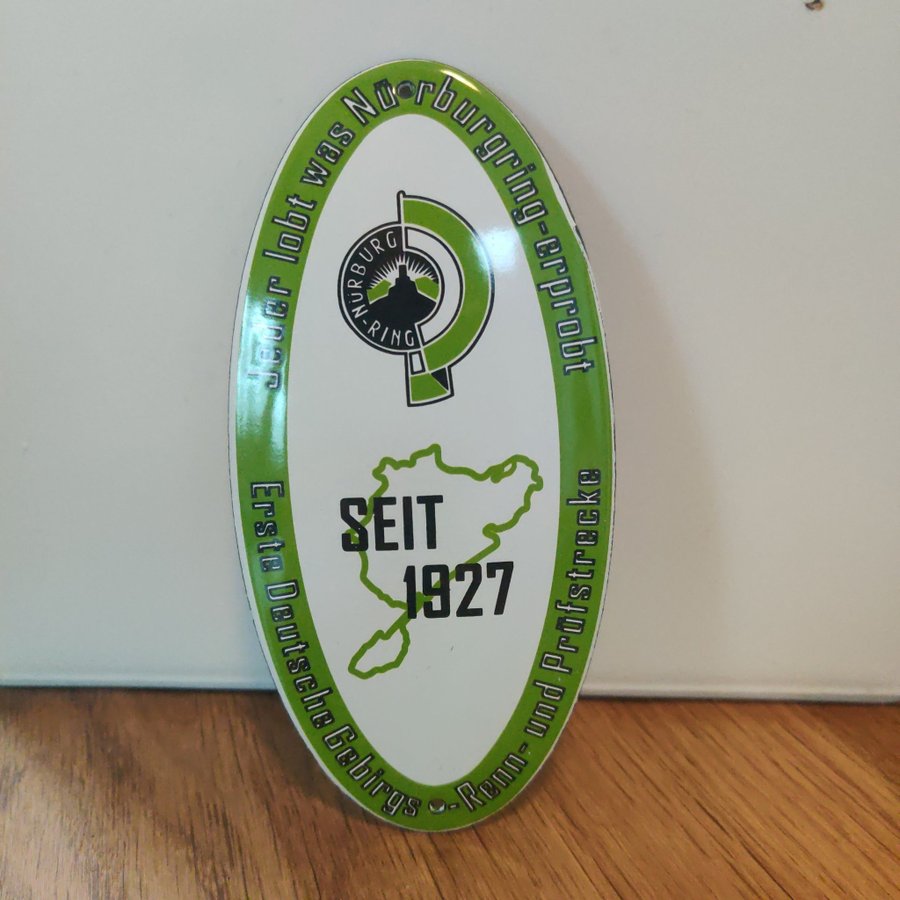 Jeder lobt was Nürburgring-erprobt
NÜRBURG-RING
SEIT
1927
Erste Deutsche Gebirgs-Renn- und Prüfstrecke